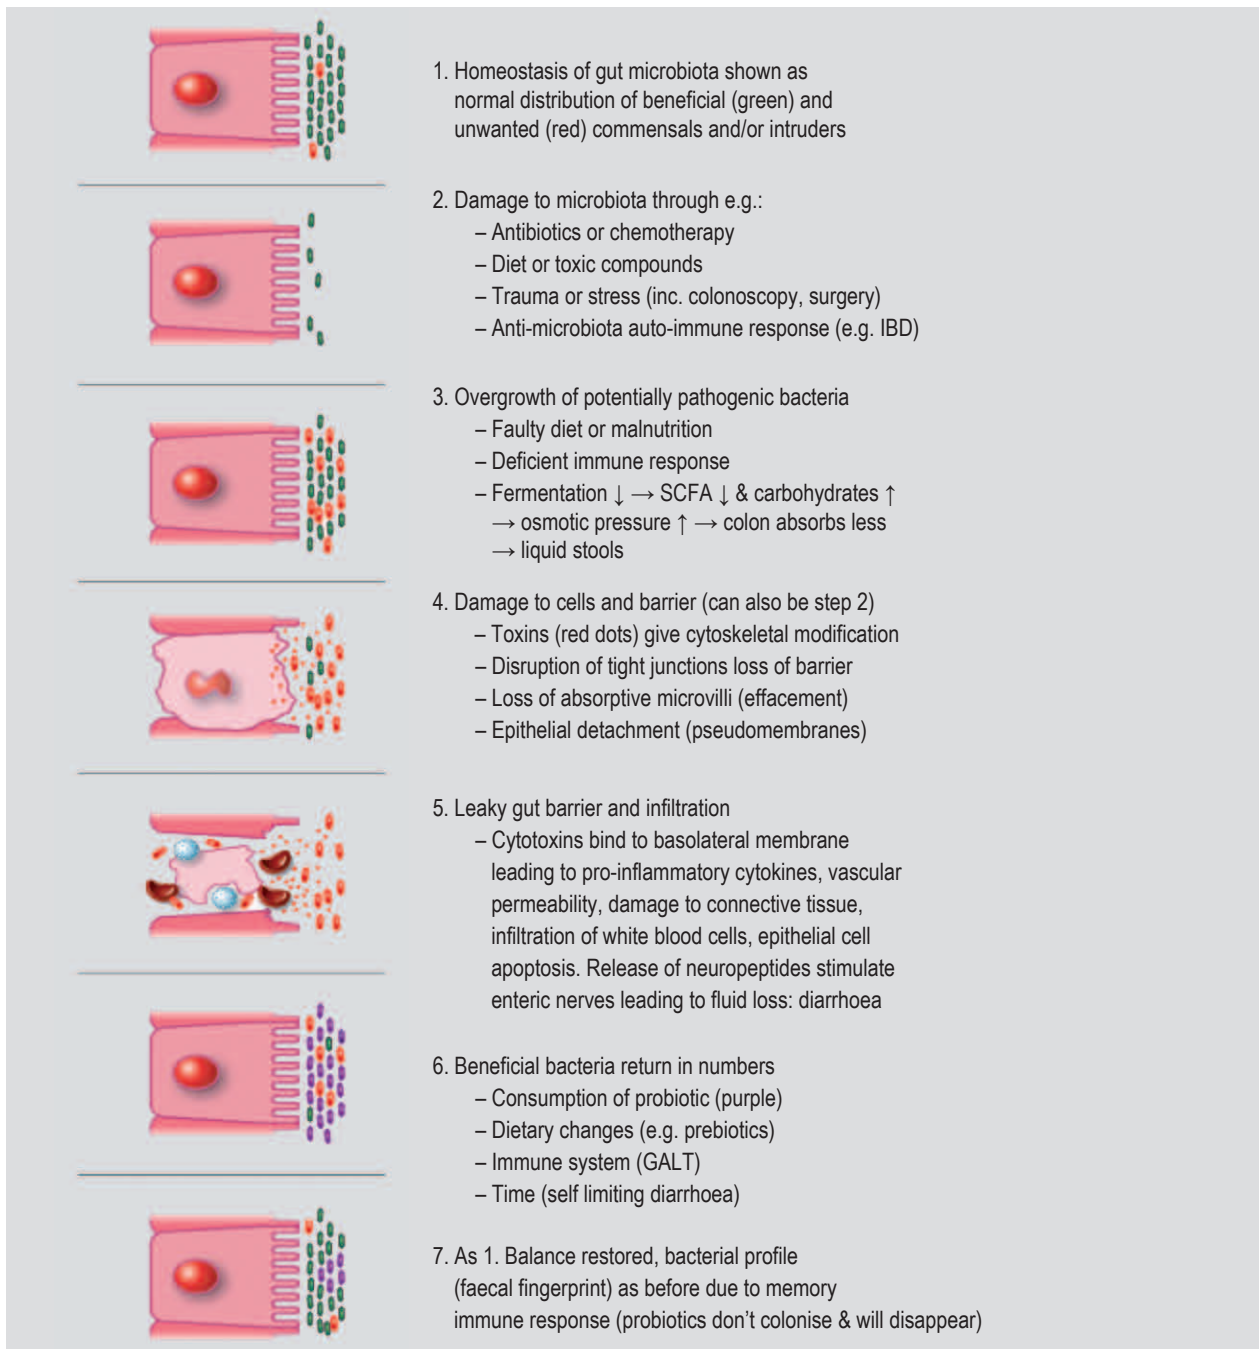 1. Homeostasis of gut microbiota shown as
normal distribution of beneficial (green) and
unwanted (red) commensals and/or intruders
2. Damage to microbiota through e.g.:
– Antibiotics or chemotherapy
– Diet or toxic compounds
– Trauma or stress (inc. colonoscopy, surgery)
– Anti-microbiota auto-immune response (e.g. IBD)
3. Overgrowth of potentially pathogenic bacteria
– Faulty diet or malnutrition
– Deficient immune response
– Fermentation ↓ → SCFA ↓ & carbohydrates ↑
→ osmotic pressure ↑ → colon absorbs less
→ liquid stools
4. Damage to cells and barrier (can also be step 2)
– Toxins (red dots) give cytoskeletal modification
– Disruption of tight junctions loss of barrier
– Loss of absorptive microvilli (effacement)
– Epithelial detachment (pseudomembranes)
5. Leaky gut barrier and infiltration
– Cytotoxins bind to basolateral membrane
leading to pro-inflammatory cytokines, vascular
permeability, damage to connective tissue,
infiltration of white blood cells, epithelial cell
apoptosis. Release of neuropeptides stimulate
enteric nerves leading to fluid loss: diarrhoea
6. Beneficial bacteria return in numbers
– Consumption of probiotic (purple)
– Dietary changes (e.g. prebiotics)
– Immune system (GALT)
– Time (self limiting diarrhoea)
7. As 1. Balance restored, bacterial profile
(faecal fingerprint) as before due to memory
immune response (probiotics don't colonise & will disappear)